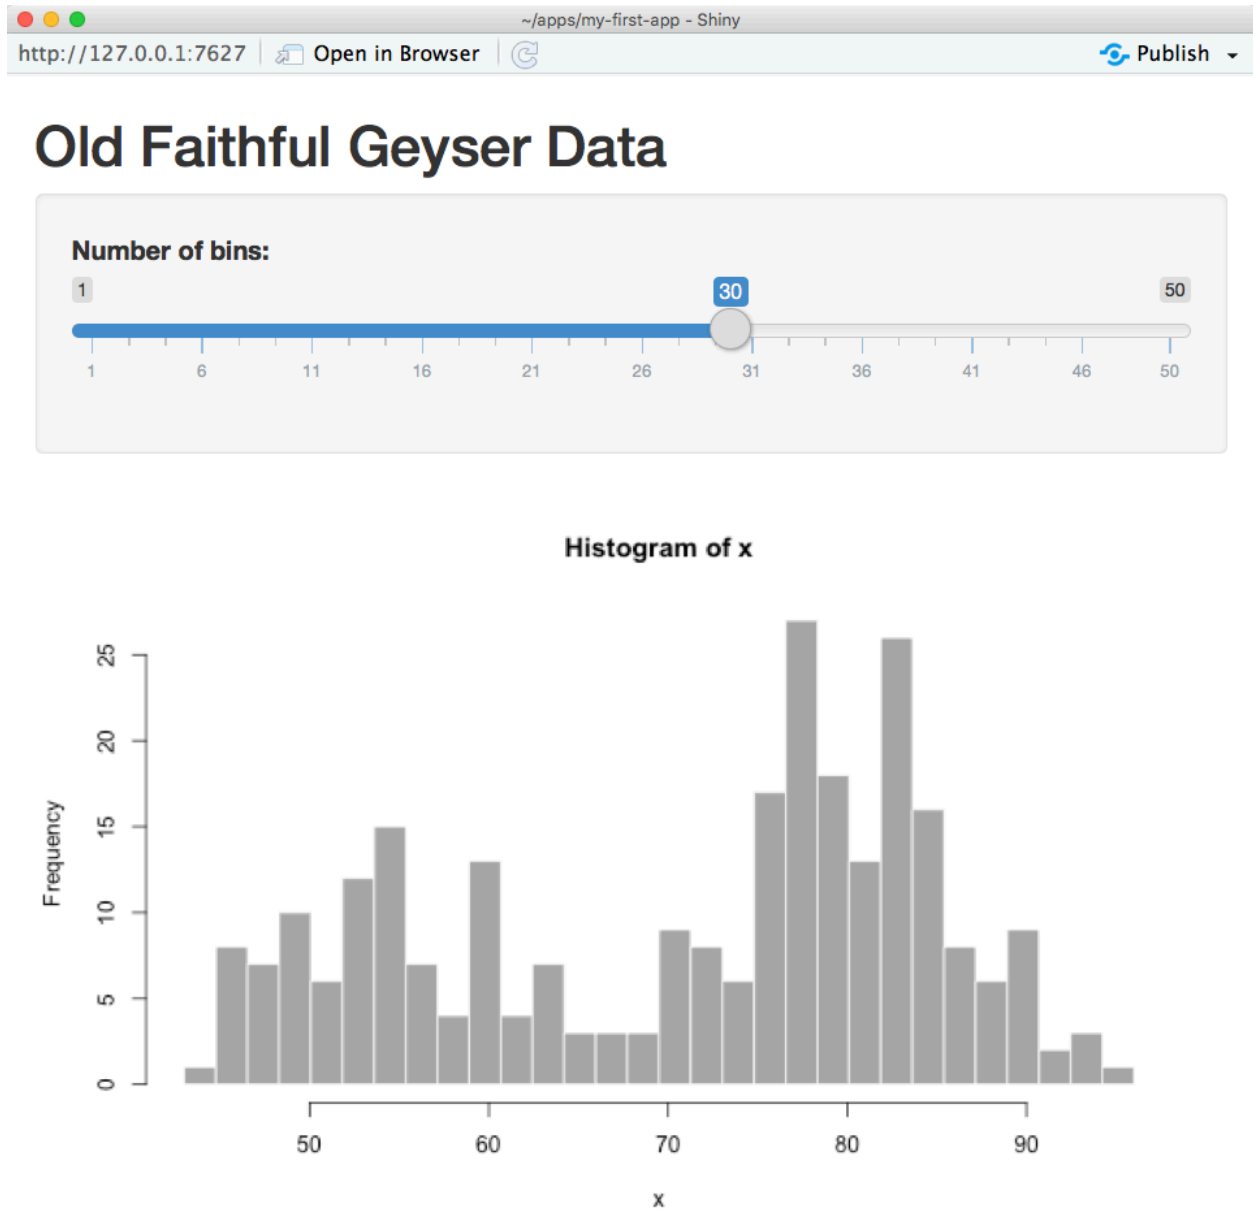 ~/apps/my-first-app - Shiny
http://127.0.0.1:7627 Open in Browser Publish
Old Faithful Geyser Data
Number of bins:
1 30 50
1 6 11 16 21 26 31 36 41 46 50
Histogram of x
Frequency
25
20
15
10
5
0
50 60 70 80 90
x